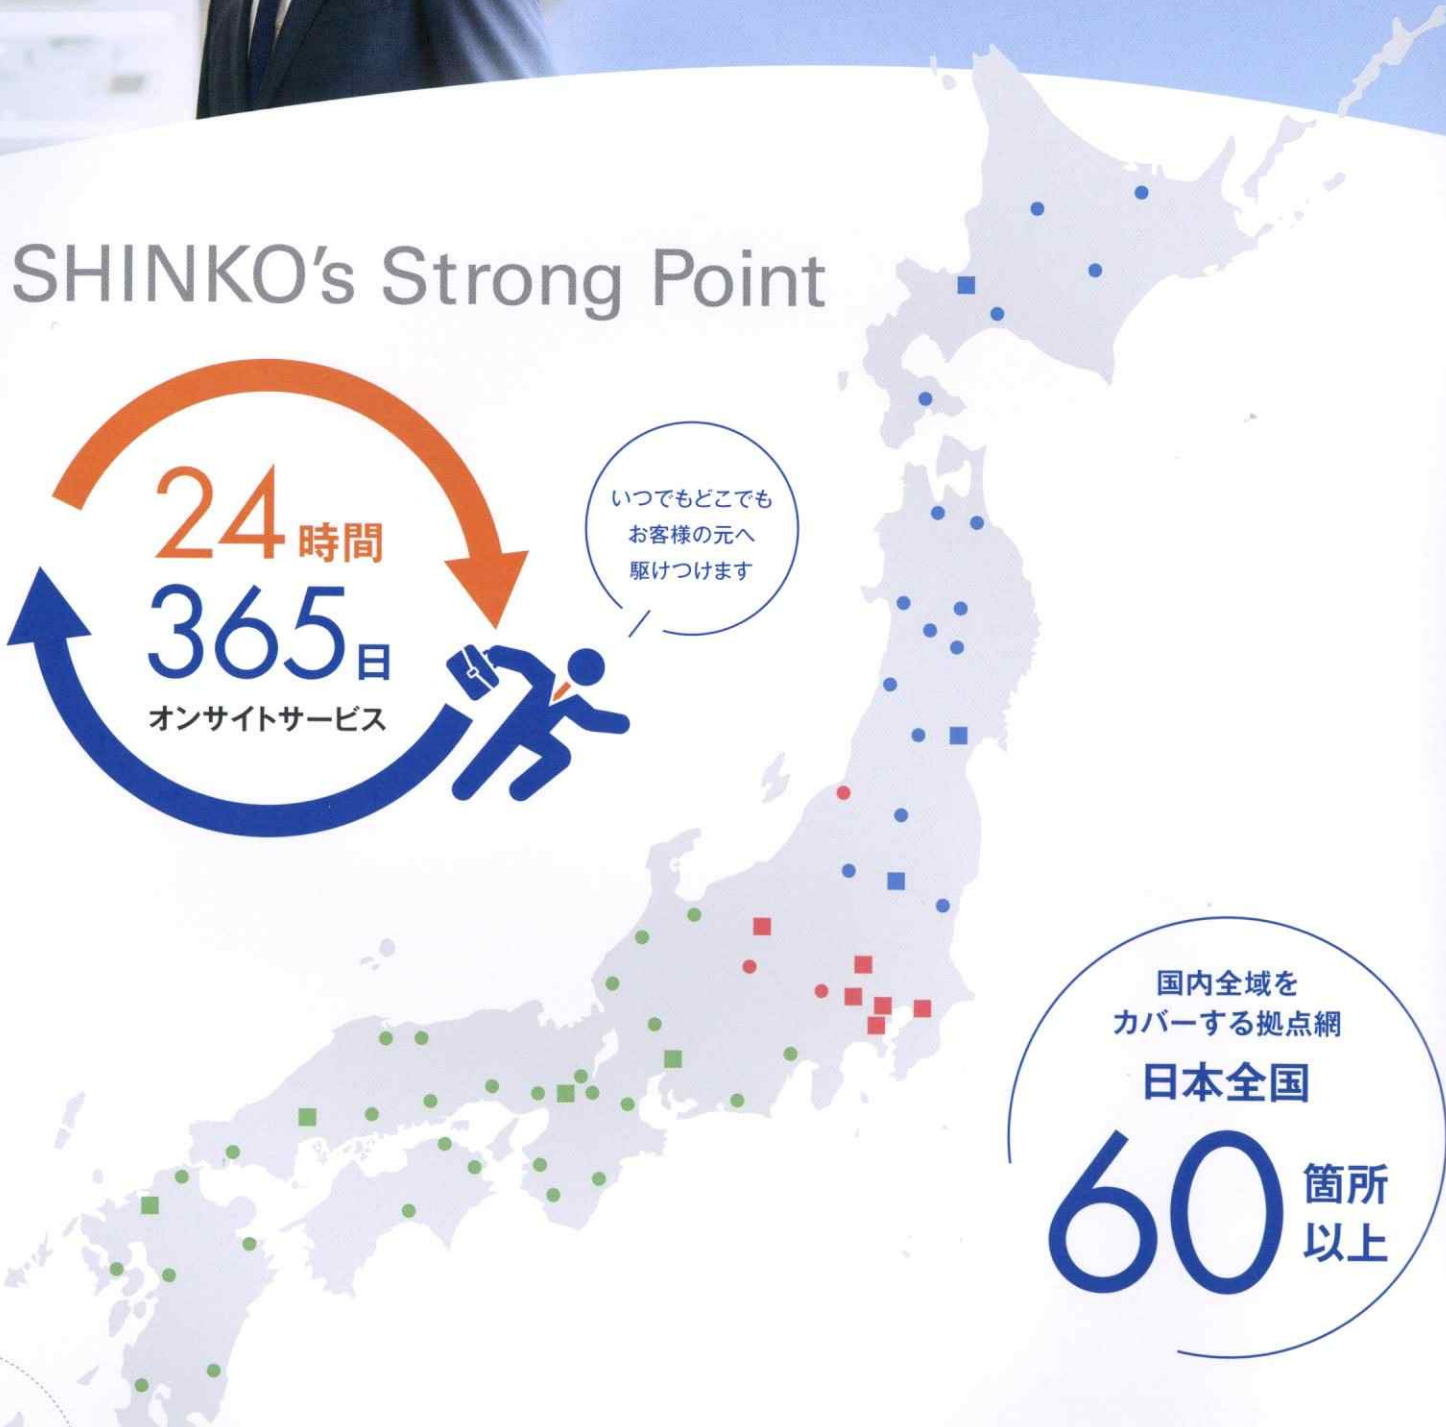 SHINKO's Strong Point
24時間
365日
オンサイトサービス
いつでもどこでも
お客様の元へ
駆けつけます
国内全域を
カバーする拠点網
日本全国
60箇所
以上